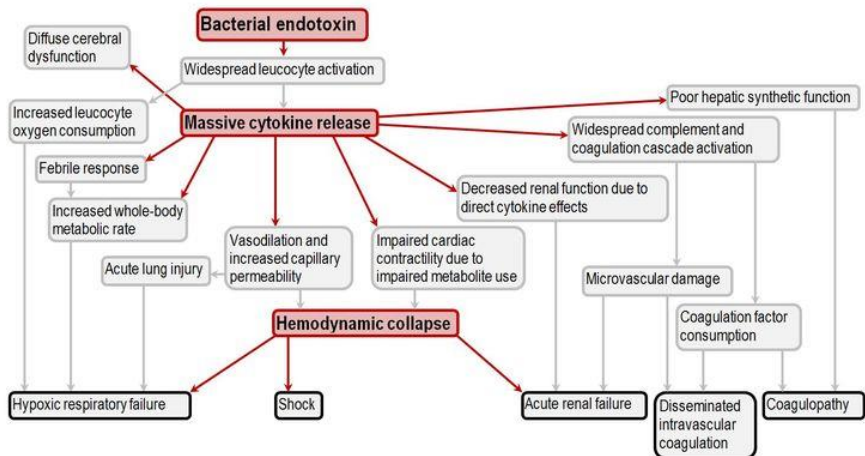 Bacterial endotoxin
Diffuse cerebral
dysfunction
Widespread leucocyte activation
Poor hepatic synthetic function
Increased leucocyte
oxygen consumption
Massive cytokine release
Widespread complement and
coagulation cascade activation
Febrile response
Decreased renal function due to
direct cytokine effects
Increased whole-body
metabolic rate
Vasodilation and
increased capillary
permeability
Impaired cardiac
contractility due to
impaired metabolite use
Acute lung injury
Microvascular damage
Coagulation factor
consumption
Hemodynamic collapse
Hypoxic respiratory failure
Shock
Acute renal failure
Disseminated
intravascular
coagulation
Coagulopathy